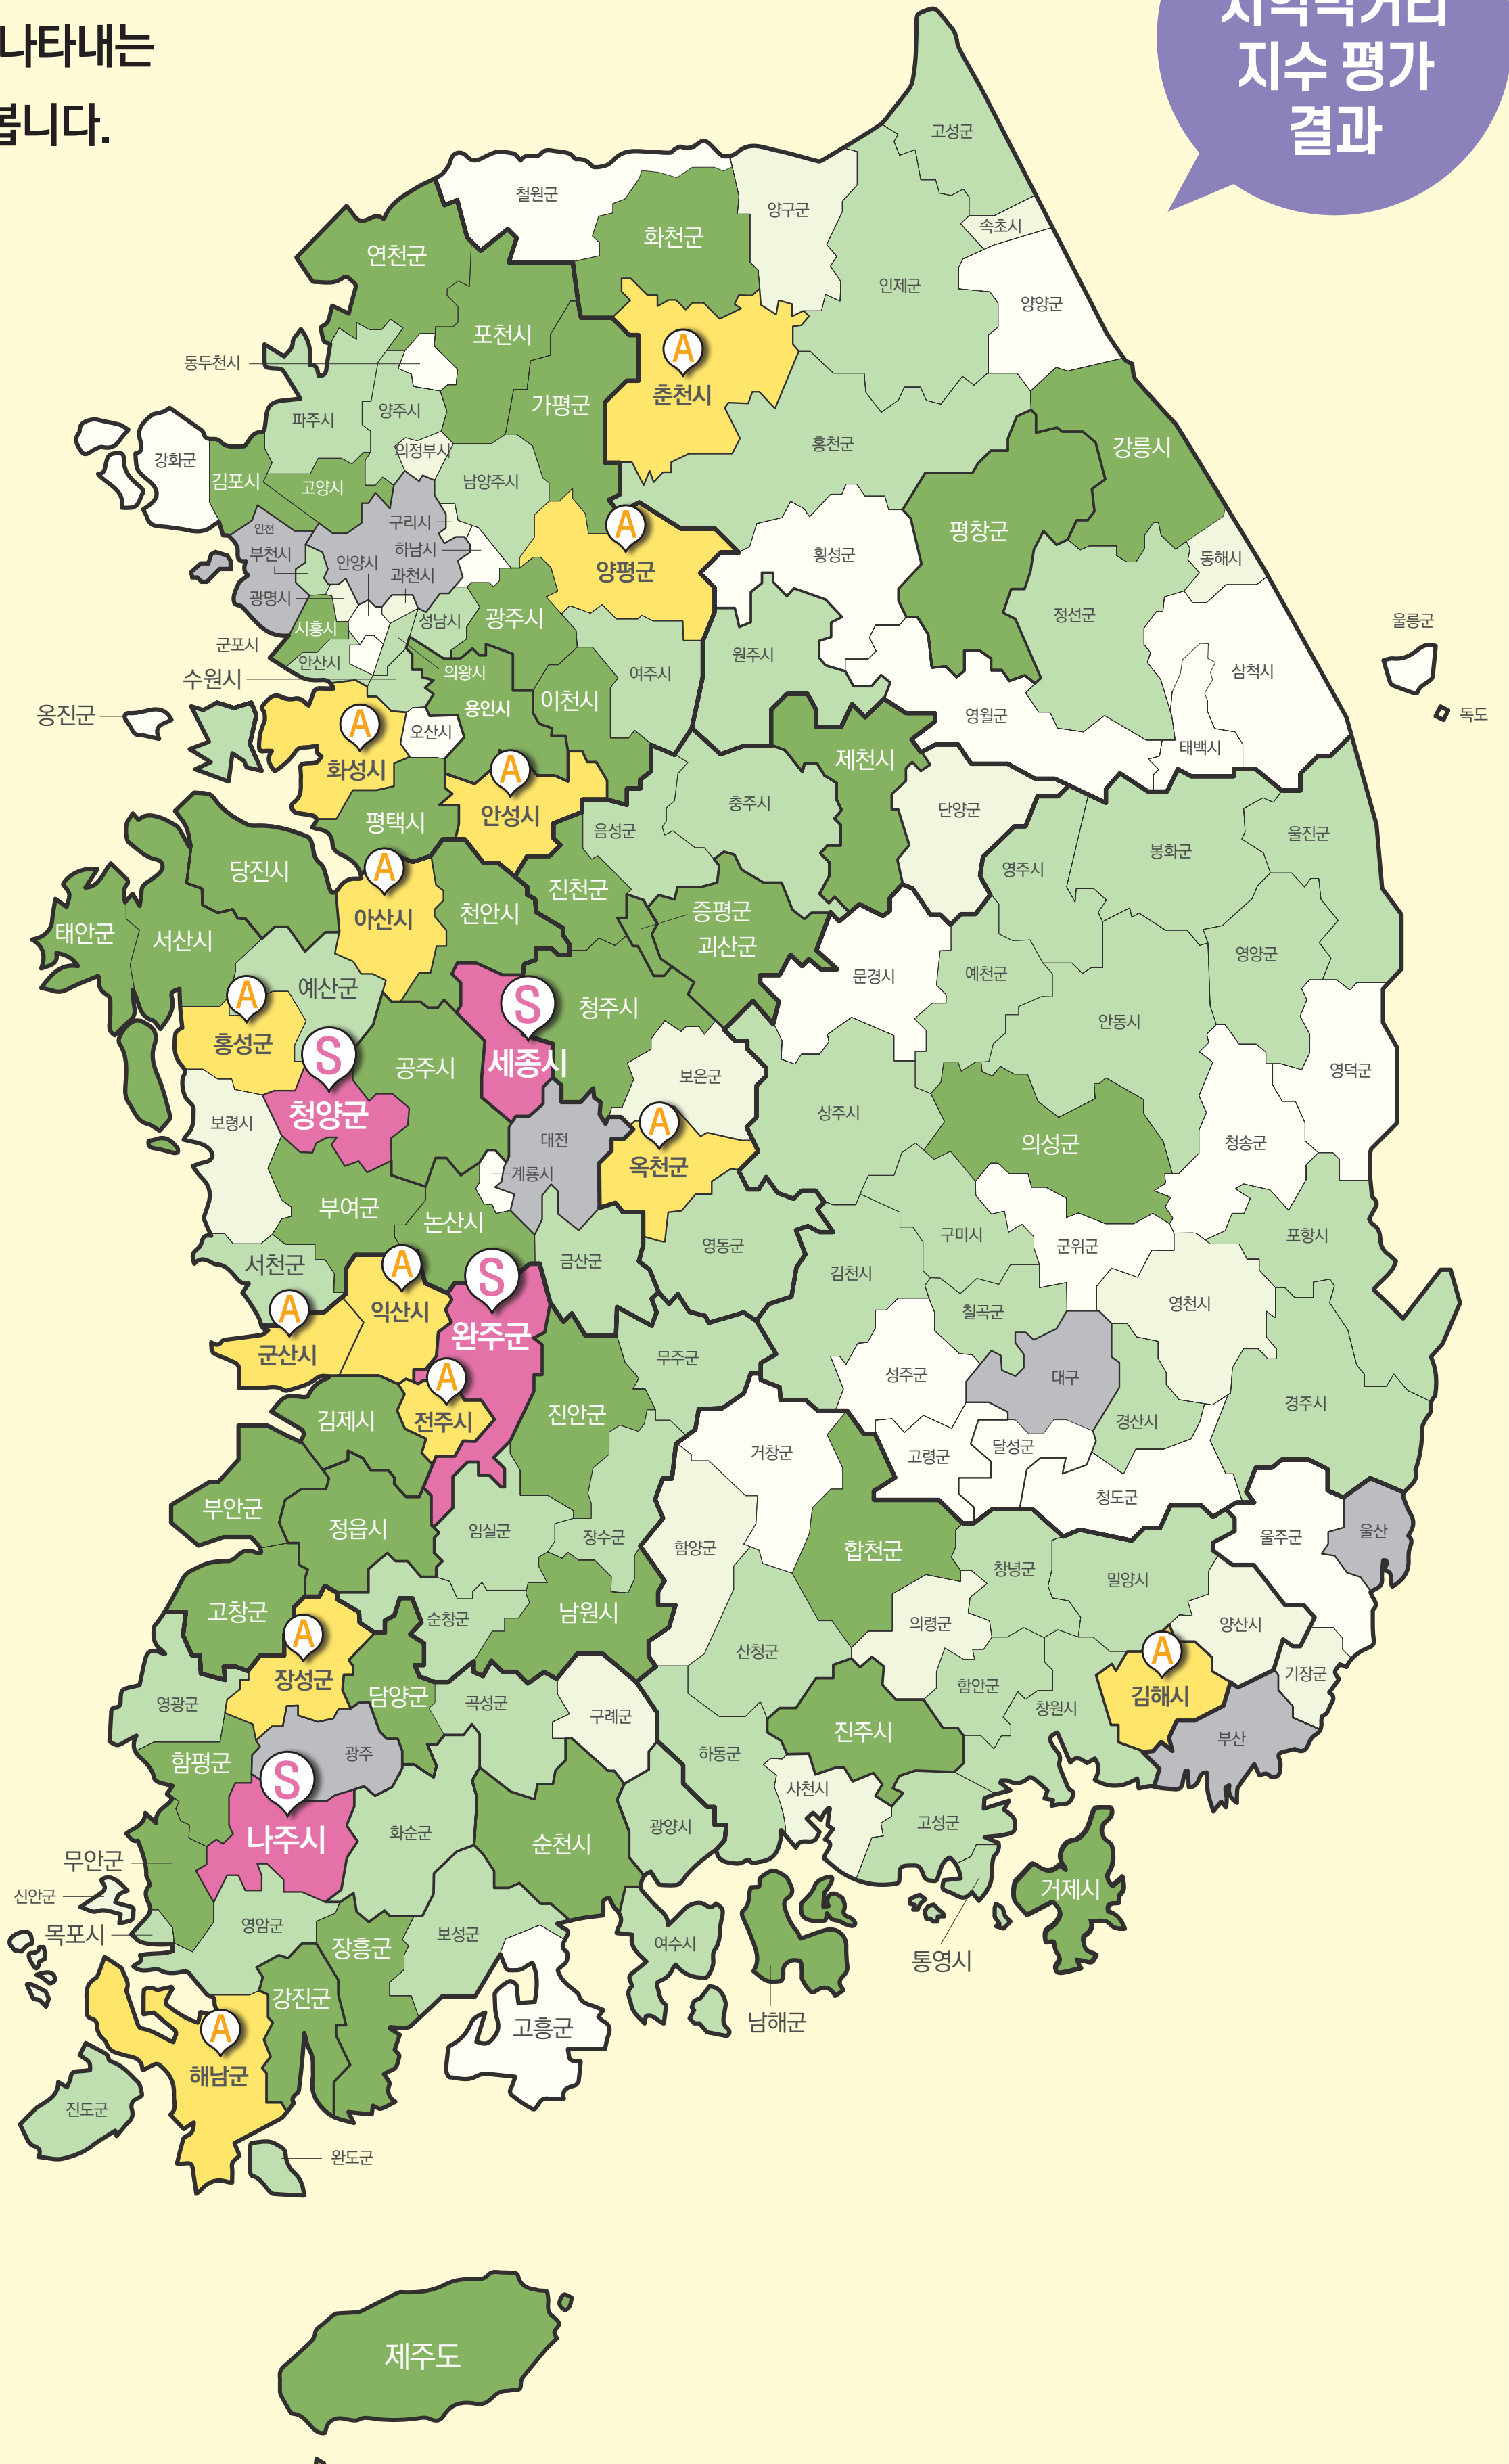 나타내는
봅니다.
지역먹거리
지수 평가
결과
고성군
철원군
양구군
화천군
속초시
연천군
인제군
양양군
포천시
A
동두천시
춘천시
가평군
양주시
파주시
홍천군
강릉시
의정부시
강화군
김포시
고양시
남양주시
구리시
A
인천
평창군
부천시
하남시
횡성군
동해시
안양시
과천시
양평군
광명시
정선군
광주시
성남시
울릉군
시흥시
군포시
안산시
원주시
의왕시
여주시
삼척시
수원시
이천시
용인시
옹진군
A
독도
영월군
오산시
태백시
제천시
화성시
A
충주시
단양군
안성시
평택시
음성군
울진군
봉화군
A
당진시
영주시
진천군
증평군
아산시
천안시
태안군
서산시
괴산군
영양군
예천군
문경시
예산군
A
S
청주시
안동시
홍성군
S
세종시
공주시
보은군
영덕군
청양군
상주시
보령시
A
대전
의성군
청송군
옥천군
계룡시
부여군
논산시
구미시
포항시
영동군
군위군
서천군
A
금산군
김천시
S
영천시
A
익산시
칠곡군
완주군
군산시
무주군
A
성주군
대구
경주시
진안군
김제시
전주시
경산시
달성군
거창군
고령군
청도군
부안군
정읍시
임실군
울산
장수군
울주군
함양군
합천군
창녕군
밀양시
고창군
남원시
순창군
의령군
양산시
A
산청군
A
장성군
기장군
함안군
담양군
김해시
영광군
곡성군
창원시
구례군
진주시
부산
광주
하동군
함평군
S
사천시
고성군
광양시
화순군
나주시
순천시
무안군
거제시
신안군
영암군
보성군
목포시
여수시
장흥군
통영시
강진군
남해군
A
고흥군
해남군
진도군
완도군
제주도